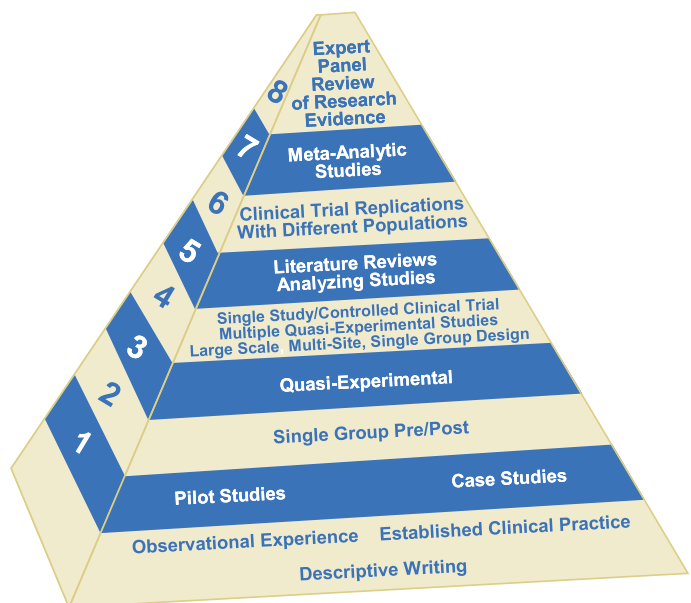 8
Expert
Panel
Review
of Research
Evidence
7
Meta-Analytic
Studies
6
Clinical Trial Replications
With Different Populations
5
Literature Reviews
Analyzing Studies
4
Single Study/Controlled Clinical Trial
Multiple Quasi-Experimental Studies
Large Scale, Multi-Site, Single Group Design
3
Quasi-Experimental
2
Single Group Pre/Post
1
Pilot Studies
Case Studies
Observational Experience
Established Clinical Practice
Descriptive Writing